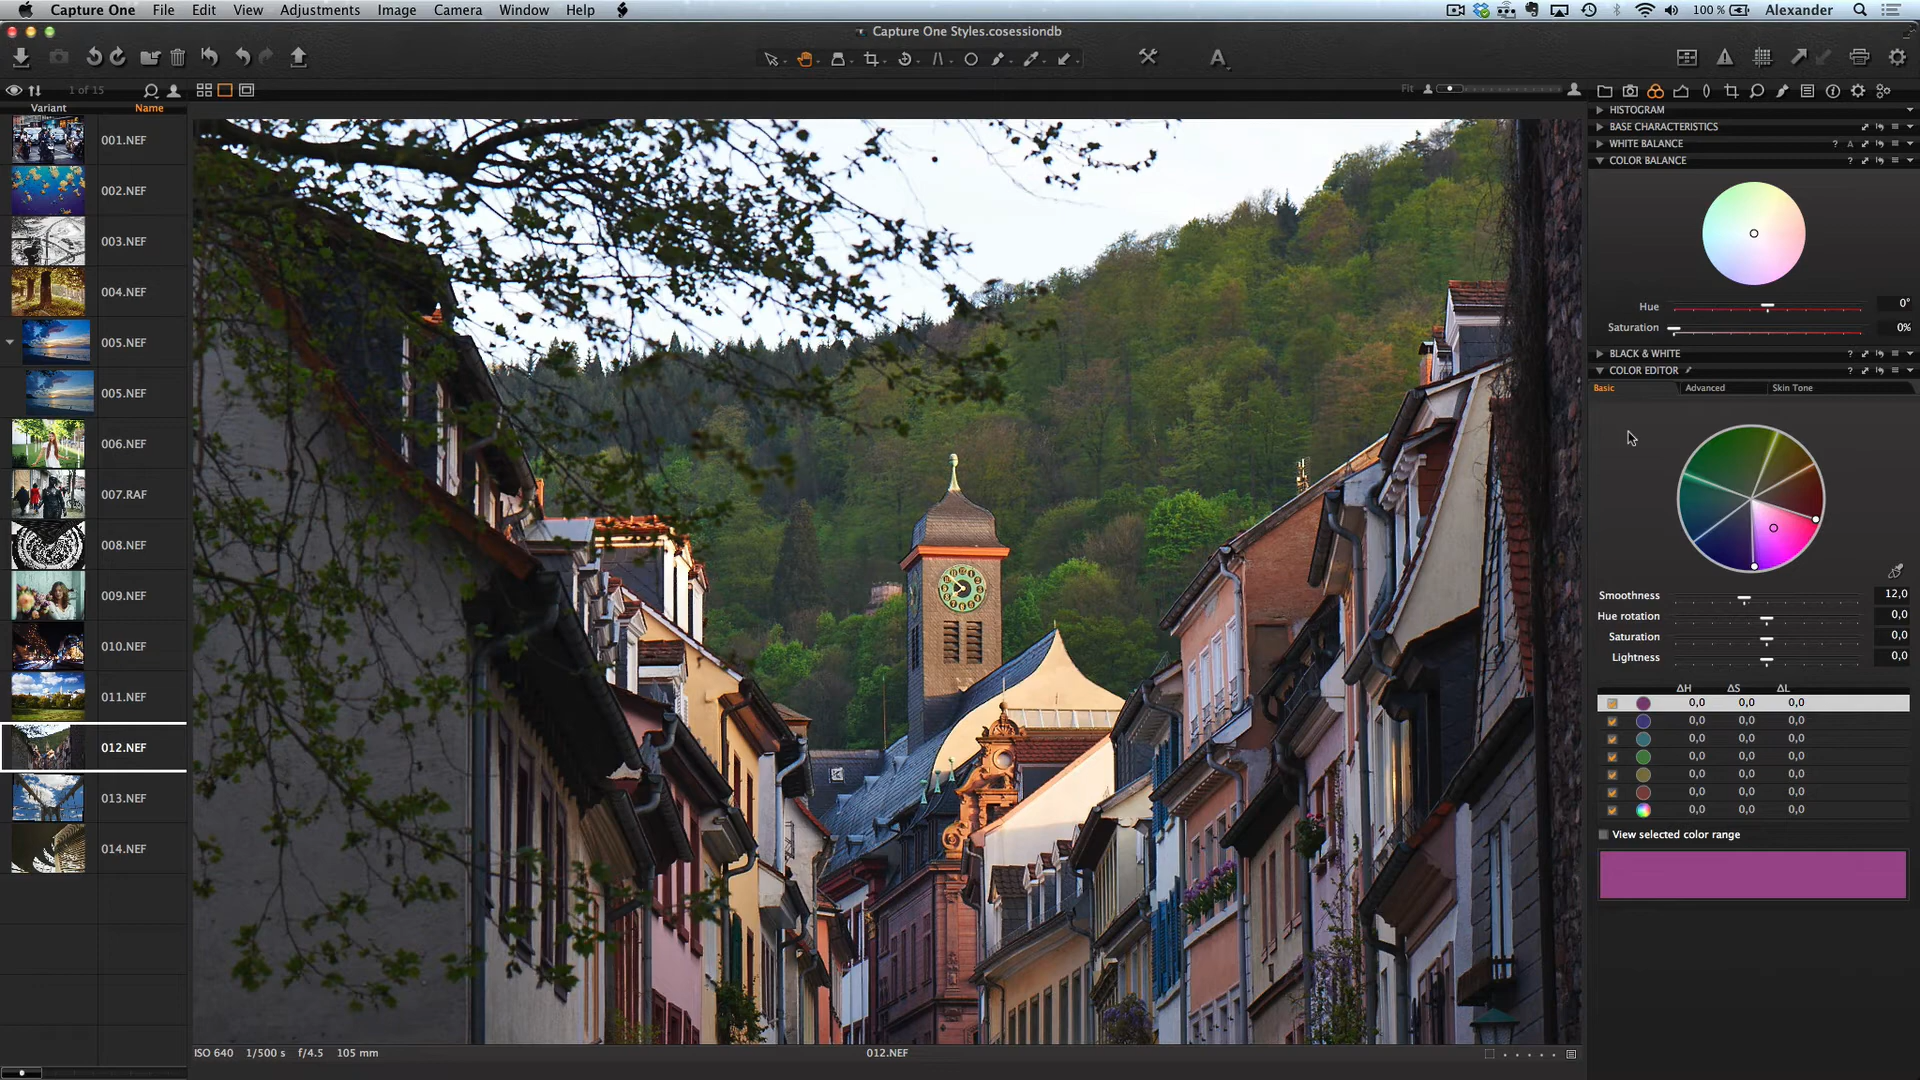 Capture One File Edit View Adjustments Image Camera Window Help 100 % Alexander
Capture One Styles.cosessiondb
A
1 of 15
Fit
Variant Name
001.NEF
002.NEF
003.NEF
004.NEF
005.NEF
005.NEF
006.NEF
007.RAF
008.NEF
009.NEF
010.NEF
011.NEF
012.NEF
013.NEF
014.NEF
ISO 640 1/500 s f/4.5 105 mm
012.NEF
HISTOGRAM
BASE CHARACTERISTICS
WHITE BALANCE ? A
COLOR BALANCE ?
Hue 0°
Saturation 0%
BLACK & WHITE ?
COLOR EDITOR ?
Basic Advanced Skin Tone
Smoothness 12,0
Hue rotation 0,0
Saturation 0,0
Lightness 0,0
ΔH ΔS ΔL
0,0 0,0 0,0
0,0 0,0 0,0
0,0 0,0 0,0
0,0 0,0 0,0
0,0 0,0 0,0
0,0 0,0 0,0
0,0 0,0 0,0
View selected color range